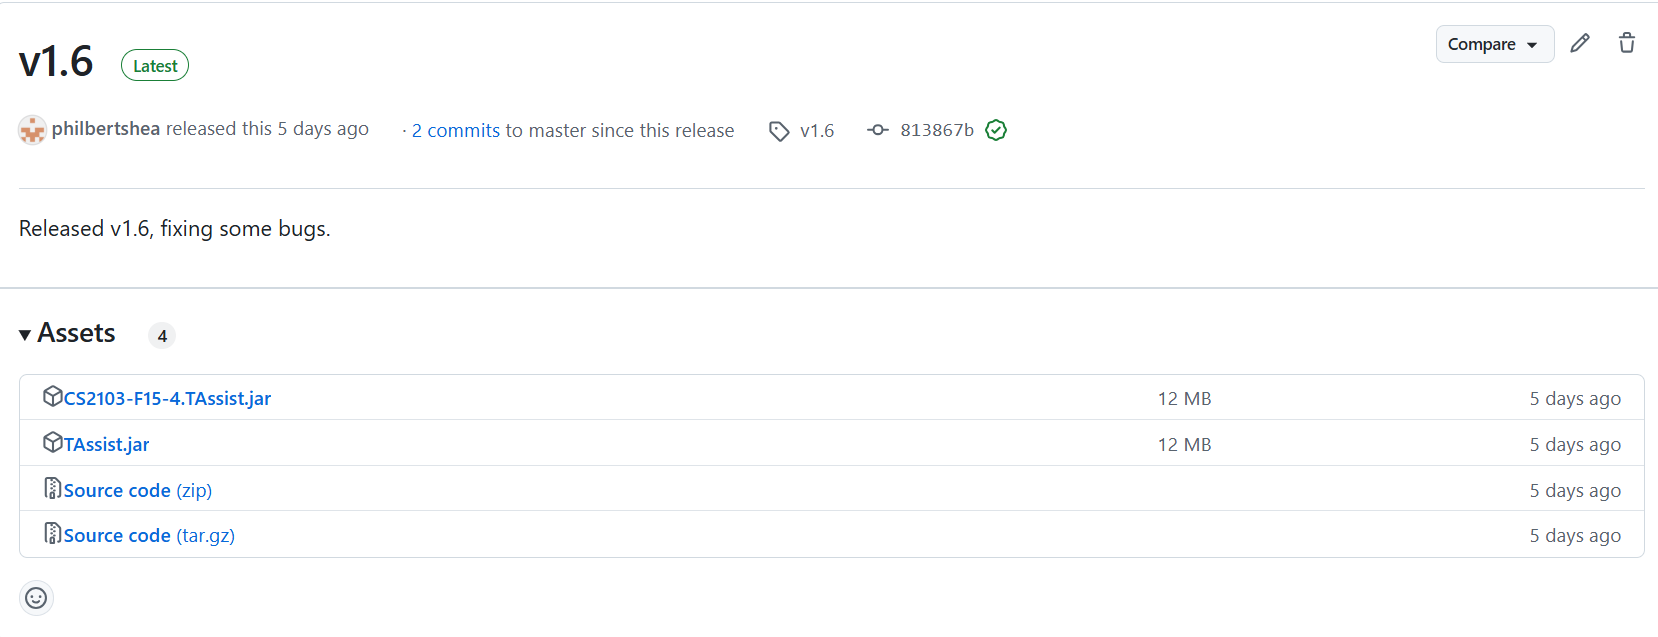 v1.6 Latest Compare
philbertshea released this 5 days ago · 2 commits to master since this release v1.6 813867b
Released v1.6, fixing some bugs.
Assets 4
CS2103-F15-4.TAssist.jar 12 MB 5 days ago
TAssist.jar 12 MB 5 days ago
Source code (zip) 5 days ago
Source code (tar.gz) 5 days ago